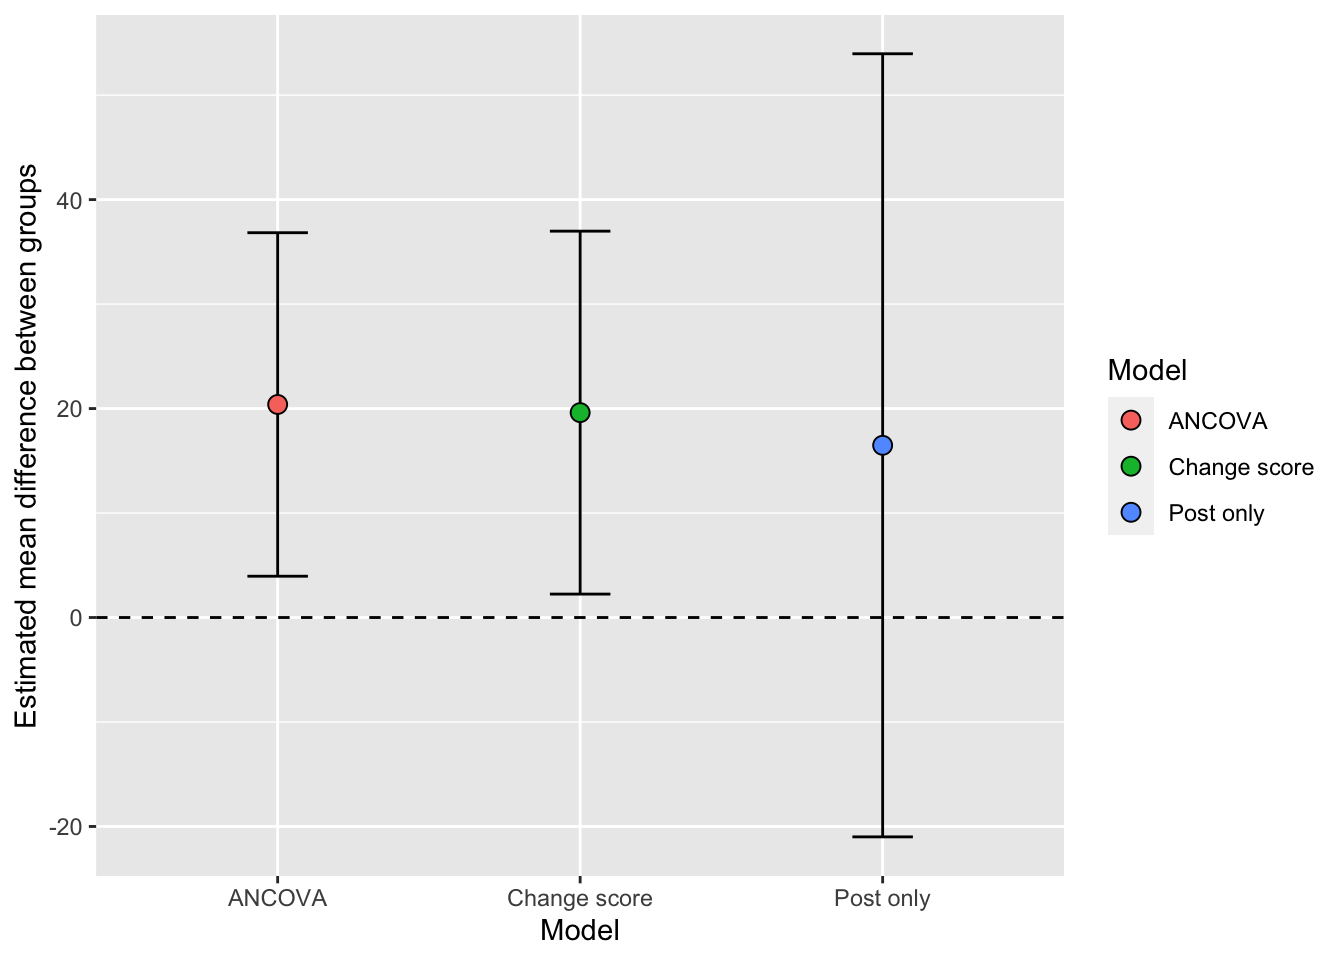 Estimated mean difference between groups
40
20
0
-20
ANCOVA
Change score
Post only
Model
Model
ANCOVA
Change score
Post only